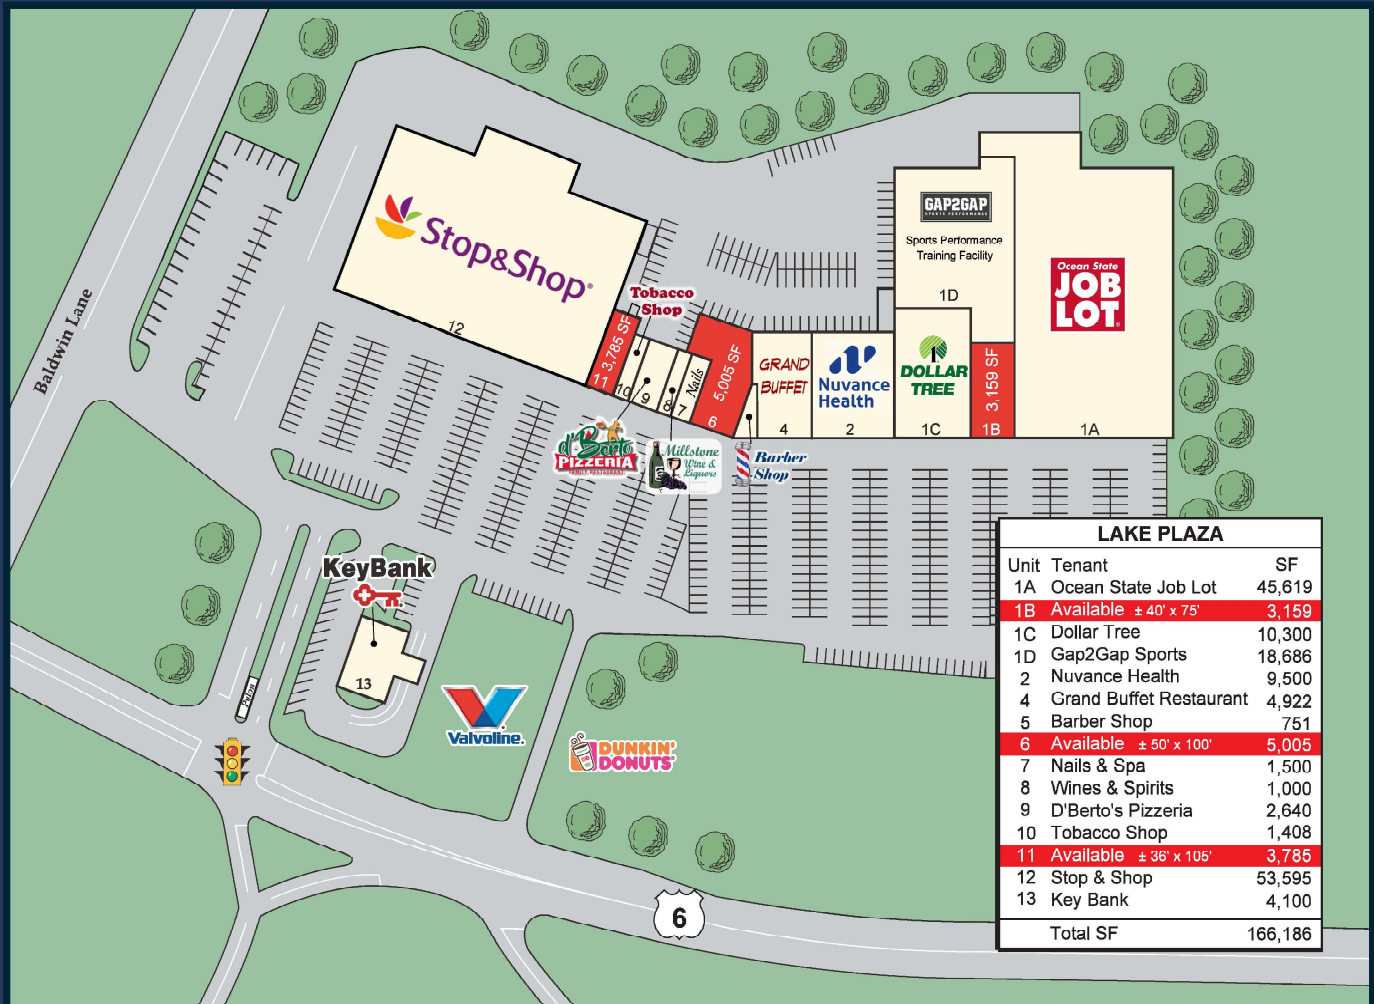 Baldwin Lane
Stop&Shop®
12
Tobacco
Shop
11 3,785 SF
10
9
8
7 Nails
6 5,005 SF
d'Berto
PIZZERIA
FAMILY RESTAURANT
Millstone
Wine &
Liquors
Barber
Shop
GRAND
BUFFET
4
Nuvance
Health
2
GAP2GAP
SPORTS PERFORMANCE
Sports Performance
Training Facility
1D
1
DOLLAR
TREE
1C
1B 3,159 SF
Ocean State
JOB
LOT®
1A
KeyBank
13
Pylon
Valvoline.
DUNKIN'
DONUTS
6
LAKE PLAZA
Unit Tenant SF
1A Ocean State Job Lot 45,619
1B Available ± 40' x 75' 3,159
1C Dollar Tree 10,300
1D Gap2Gap Sports 18,686
2 Nuvance Health 9,500
4 Grand Buffet Restaurant 4,922
5 Barber Shop 751
6 Available ± 50' x 100' 5,005
7 Nails & Spa 1,500
8 Wines & Spirits 1,000
9 D'Berto's Pizzeria 2,640
10 Tobacco Shop 1,408
11 Available ± 36' x 105' 3,785
12 Stop & Shop 53,595
13 Key Bank 4,100
Total SF 166,186